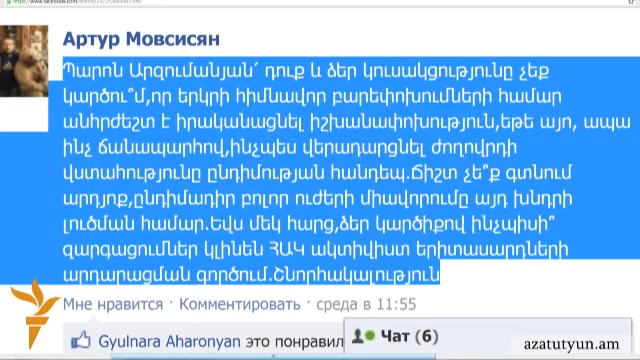 Артур Мовсисян
Պարոն Արզումանյան՛ դուք և ձեր կուսակցությունը չեք
կարծու՞մ,որ երկրի հիմնավոր բարեփոխումների համար
անհրժեշտ է իրականացնել իշխանափոխություն,եթե այո, ապա
ինչ ճանապարհով,ինչպես վերադարցնել ժողովրդի
վստահությունը ընդիմության հանդեպ.Ճիշտ չե՞ք գտնում
արդյոք,ընդիմադիր բոլոր ուժերի միավորումը այդ խնդրի
լուծման համար.Եվս մեկ հարց,ձեր կարծիքով ինչպիսի՞
զարգացումներ կլինեն ՀԱԿ ակտիվիստ երիտասարդների
արդարացման գործում.Շնորհակալություն
Мне нравится · Комментировать · среда в 11:55
Gyulnara Aharonyan это понравил
Чат (6)
azatutyun.am